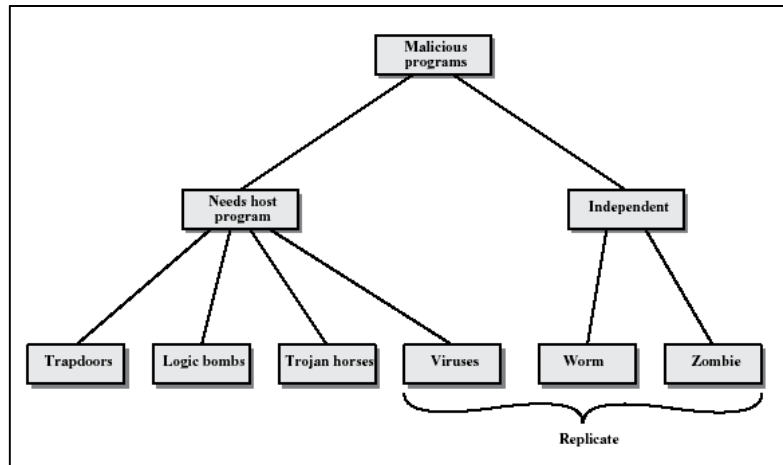 Malicious
programs
Needs host
program
Independent
Trapdoors
Logic bombs
Trojan horses
Viruses
Worm
Zombie
Replicate